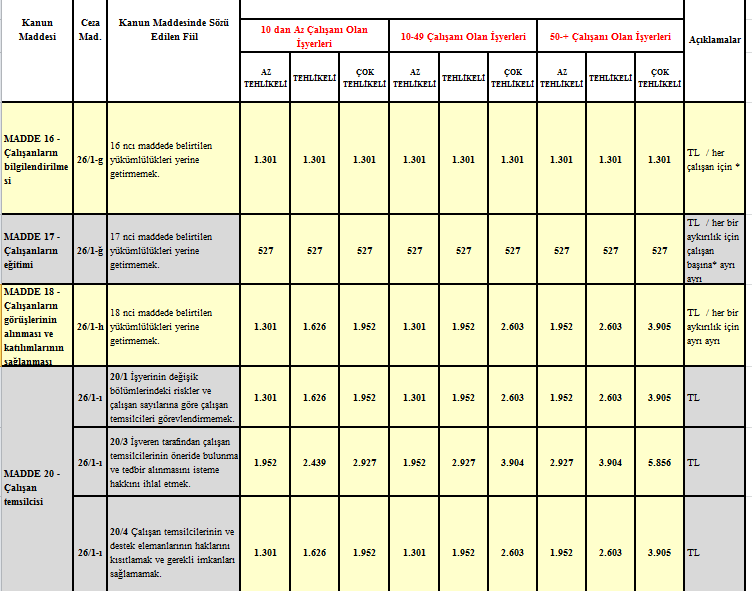 Kanun Maddesi
Ceza Mad.
Kanun Maddesinde Sözü Edilen Fiil
10 dan Az Çalışanı Olan İşyerleri
10-49 Çalışanı Olan İşyerleri
50-+ Çalışanı Olan İşyerleri
Açıklamalar
AZ TEHLİKELİ
TEHLİKELİ
ÇOK TEHLİKELİ
AZ TEHLİKELİ
TEHLİKELİ
ÇOK TEHLİKELİ
AZ TEHLİKELİ
TEHLİKELİ
ÇOK TEHLİKELİ
MADDE 16 -
Çalışanların
bilgilendirilme
si
26/1-g
16 ncı maddede belirtilen
yükümlülükleri yerine
getirmemek.
1.301 1.301 1.301 1.301 1.301 1.301 1.301 1.301 1.301
TL / her
çalışan için *
MADDE 17 -
Çalışanların
eğitimi
26/1-ğ
17 nci maddede belirtilen
yükümlülükleri yerine
getirmemek.
527 527 527 527 527 527 527 527 527
TL / her bir
aykırılık için
çalışan
başına* ayrı
ayrı
MADDE 18 -
Çalışanların
görüşlerinin
alınması ve
katılımlarının
sağlanması
26/1-h
18 nci maddede belirtilen
yükümlülükleri yerine
getirmemek.
1.301 1.626 1.952 1.301 1.952 2.603 1.952 2.603 3.905
TL / her bir
aykırılık için
ayrı ayrı
MADDE 20 -
Çalışan
temsilcisi
26/1-ı
20/1 İşyerinin değişik
bölümlerindeki riskler ve
çalışan sayılarına göre çalışan
temsilcileri görevlendirmemek.
1.301 1.626 1.952 1.301 1.952 2.603 1.952 2.603 3.905
TL
26/1-ı
20/3 İşveren tarafından çalışan
temsilcilerinin öneride bulunma
ve tedbir alınmasını isteme
hakkını ihlal etmek.
1.952 2.439 2.927 1.952 2.927 3.904 2.927 3.904 5.856
TL
26/1-ı
20/4 Çalışan temsilcilerinin ve
destek elemanlarının haklarını
kısıtlamak ve gerekli imkanları
sağlamamak.
1.301 1.626 1.952 1.301 1.952 2.603 1.952 2.603 3.905
TL